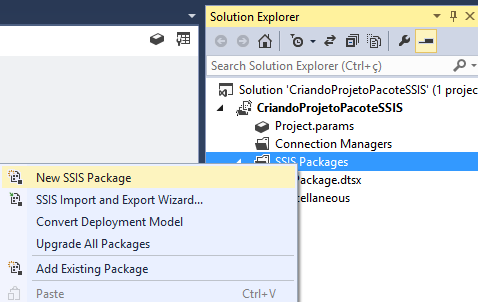 Solution Explorer
Search Solution Explorer (Ctrl+ç)
Solution 'CriandoProjetoPacoteSSIS' (1 projec
CriandoProjetoPacoteSSIS
Project.params
Connection Managers
SSIS Packages
Package.dtsx
cellaneous
New SSIS Package
SSIS Import and Export Wizard...
Convert Deployment Model
Upgrade All Packages
Add Existing Package
Paste Ctrl+V